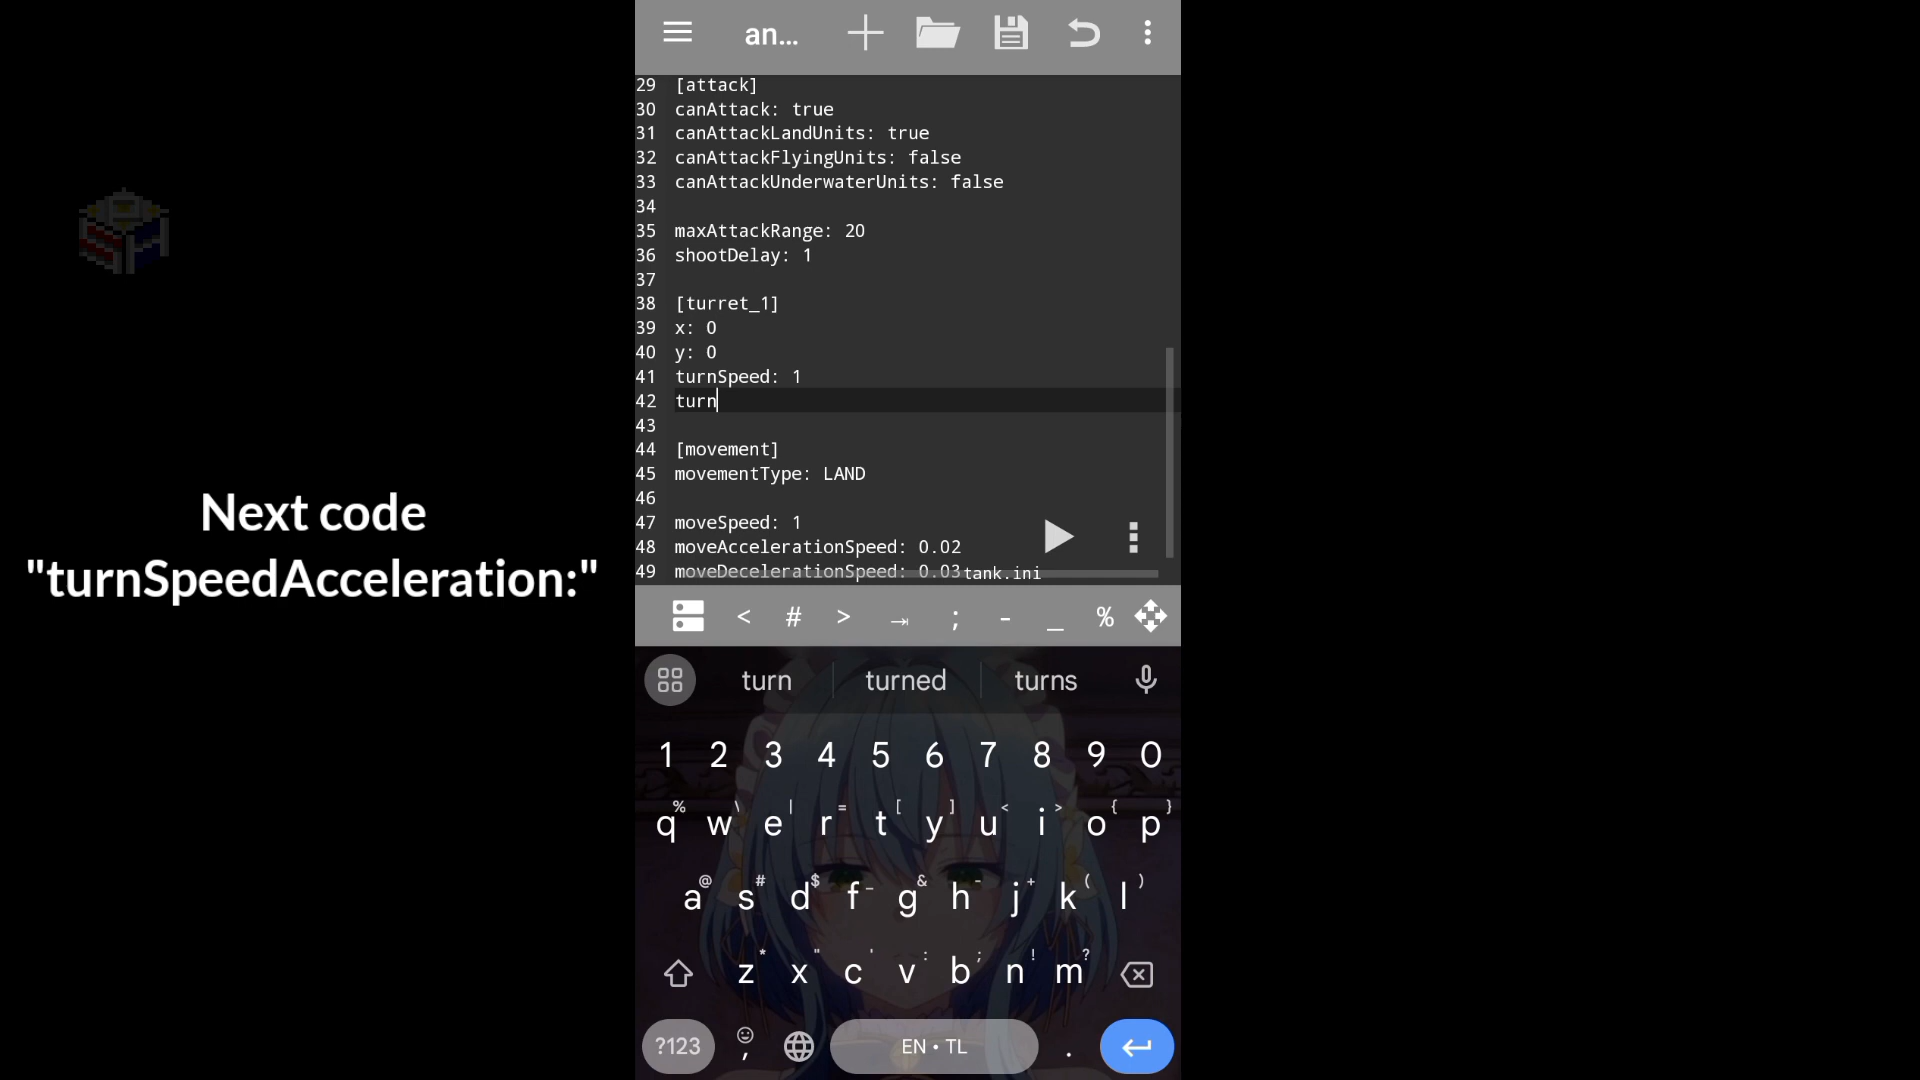 an...
29 [attack]
30 canAttack: true
31 canAttackLandUnits: true
32 canAttackFlyingUnits: false
33 canAttackUnderwaterUnits: false
34
35 maxAttackRange: 20
36 shootDelay: 1
37
38 [turret_1]
39 x: 0
40 y: 0
41 turnSpeed: 1
42 turn
43
44 [movement]
45 movementType: LAND
46
47 moveSpeed: 1
48 moveAccelerationSpeed: 0.02
49 moveDecelerationSpeed: 0.03
tank.ini
Next code
"turnSpeedAcceleration:"
< # > → ; - _ %
turn turned turns
1 2 3 4 5 6 7 8 9 0
% \ | = [ ] < > { }
q w e r t y u i o p
@ # $ _ & - + ( )
a s d f g h j k l
* " ' : ; ! ?
z x c v b n m
?123 , EN • TL .